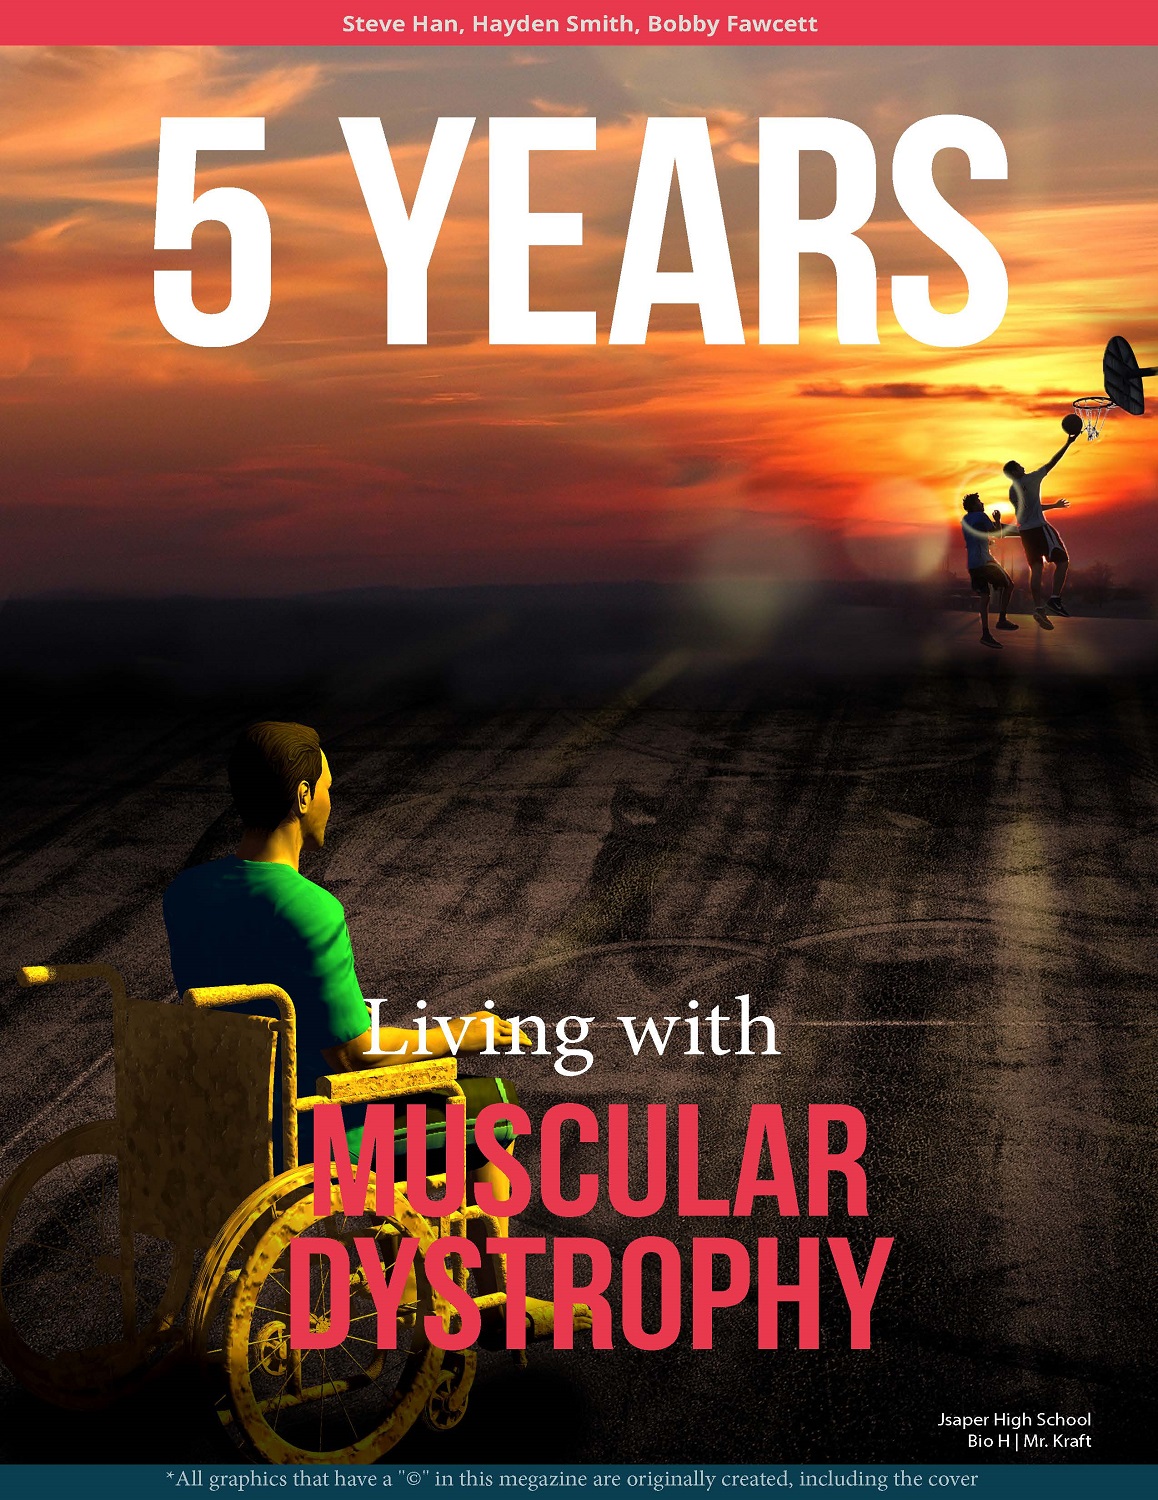 Steve Han, Hayden Smith, Bobby Fawcett
5 YEARS
Living with
MUSCULAR
DYSTROPHY
Jsaper High School
Bio H | Mr. Kraft
*All graphics that have a "©" in this megazine are originally created, including the cover